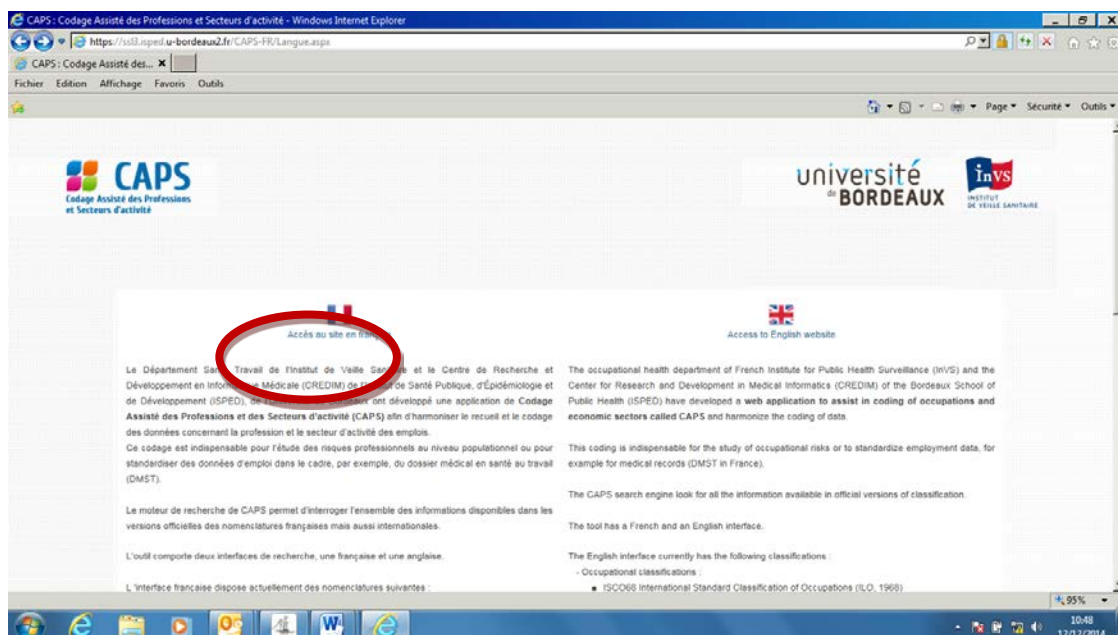 CAPS : Codage Assisté des Professions et Secteurs d'activité - Windows Internet Explorer
https://ssl3.isped.u-bordeaux2.fr/CAPS-FR/Langue.aspx
CAPS : Codage Assisté des...
Fichier Edition Affichage Favoris Outils
Page Sécurité Outils
CAPS
Codage Assisté des Professions
et Secteurs d'activité
université
de BORDEAUX
InVS
INSTITUT
DE VEILLE SANITAIRE
Accès au site en
Le Département Travail de l'Institut de Veille et le Centre de Recherche et
Développement en Médicale (CREDIM) de de Santé Publique, d'Épidémiologie et
de Développement (ISPED), de ont développé une application de Codage
Assisté des Professions et des Secteurs d'activité (CAPS) afin d'harmoniser le recueil et le codage
des données concernant la profession et le secteur d'activité des emplois.
Ce codage est indispensable pour l'étude des risques professionnels au niveau populationnel ou pour
standardiser des données d'emploi dans le cadre, par exemple, du dossier médical en santé au travail
(DMST).
Le moteur de recherche de CAPS permet d'interroger l'ensemble des informations disponibles dans les
versions officielles des nomenclatures françaises mais aussi internationales.
L'outil comporte deux interfaces de recherche, une française et une anglaise.
L 'interface française dispose actuellement des nomenclatures suivantes :
Access to English website
The occupational health department of French Institute for Public Health Surveillance (InVS) and the
Center for Research and Development in Medical Informatics (CREDIM) of the Bordeaux School of
Public Health (ISPED) have developed a web application to assist in coding of occupations and
economic sectors called CAPS and harmonize the coding of data.
This coding is indispensable for the study of occupational risks or to standardize employment data, for
example for medical records (DMST in France).
The CAPS search engine look for all the information available in official versions of classification.
The tool has a French and an English interface.
The English interface currently has the following classifications :
- Occupational classifications :
ISCO68 International Standard Classification of Occupations (ILO, 1968)
95%
10:48
12/12/2014